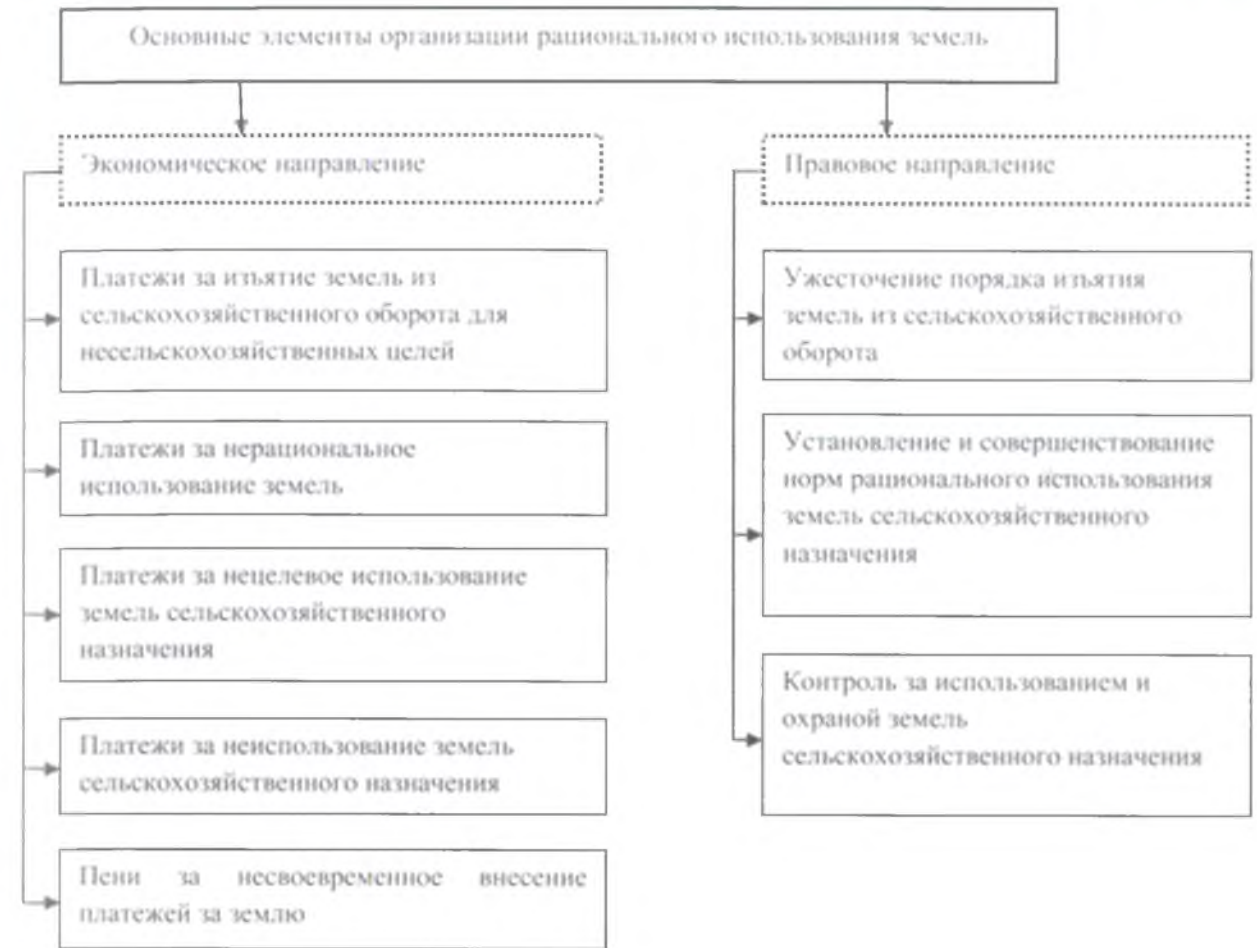 Основные элементы организации рационального использования земель
Экономическое направление
Платежи за изъятие земель из
сельскохозяйственного оборота для
несельскохозяйственных целей
Платежи за нерациональное
использование земель
Платежи за нецелевое использование
земель сельскохозяйственного
назначения
Платежи за неиспользование земель
сельскохозяйственного назначения
Пени за несвоевременное внесение
платежей за землю
Правовое направление
Ужесточение порядка изъятия
земель из сельскохозяйственного
оборота
Установление и совершенствование
норм рационального использования
земель сельскохозяйственного
назначения
Контроль за использованием и
охраной земель
сельскохозяйственного назначения